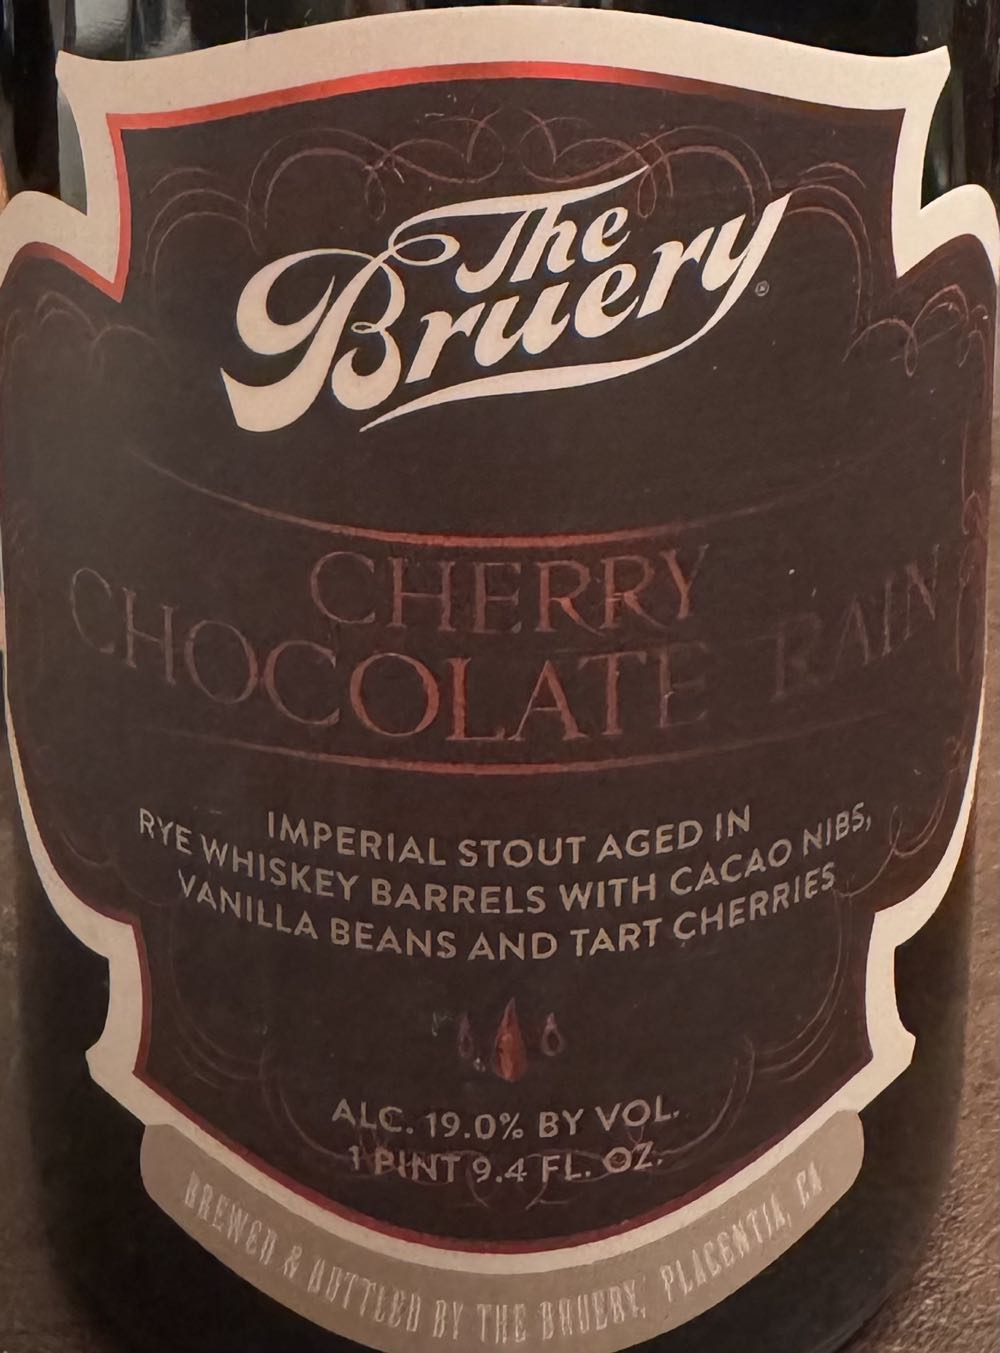 The
Bruery®
CHERRY
CHOCOLATE RAIN
IMPERIAL STOUT AGED IN
RYE WHISKEY BARRELS WITH CACAO NIBS,
VANILLA BEANS AND TART CHERRIES
ALC. 19.0% BY VOL.
1 PINT 9.4 FL. OZ.
BREWED & BOTTLED BY THE BRUERY, PLACENTIA, CA